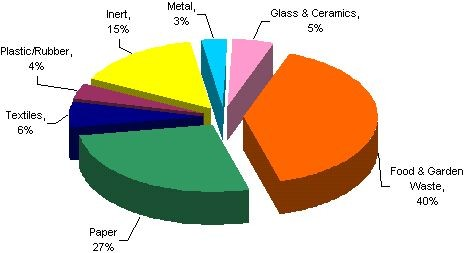 Metal,
3%
Glass & Ceramics,
5%
Inert,
15%
Plastic/Rubber,
4%
Textiles,
6%
Food & Garden
Waste,
40%
Paper
27%